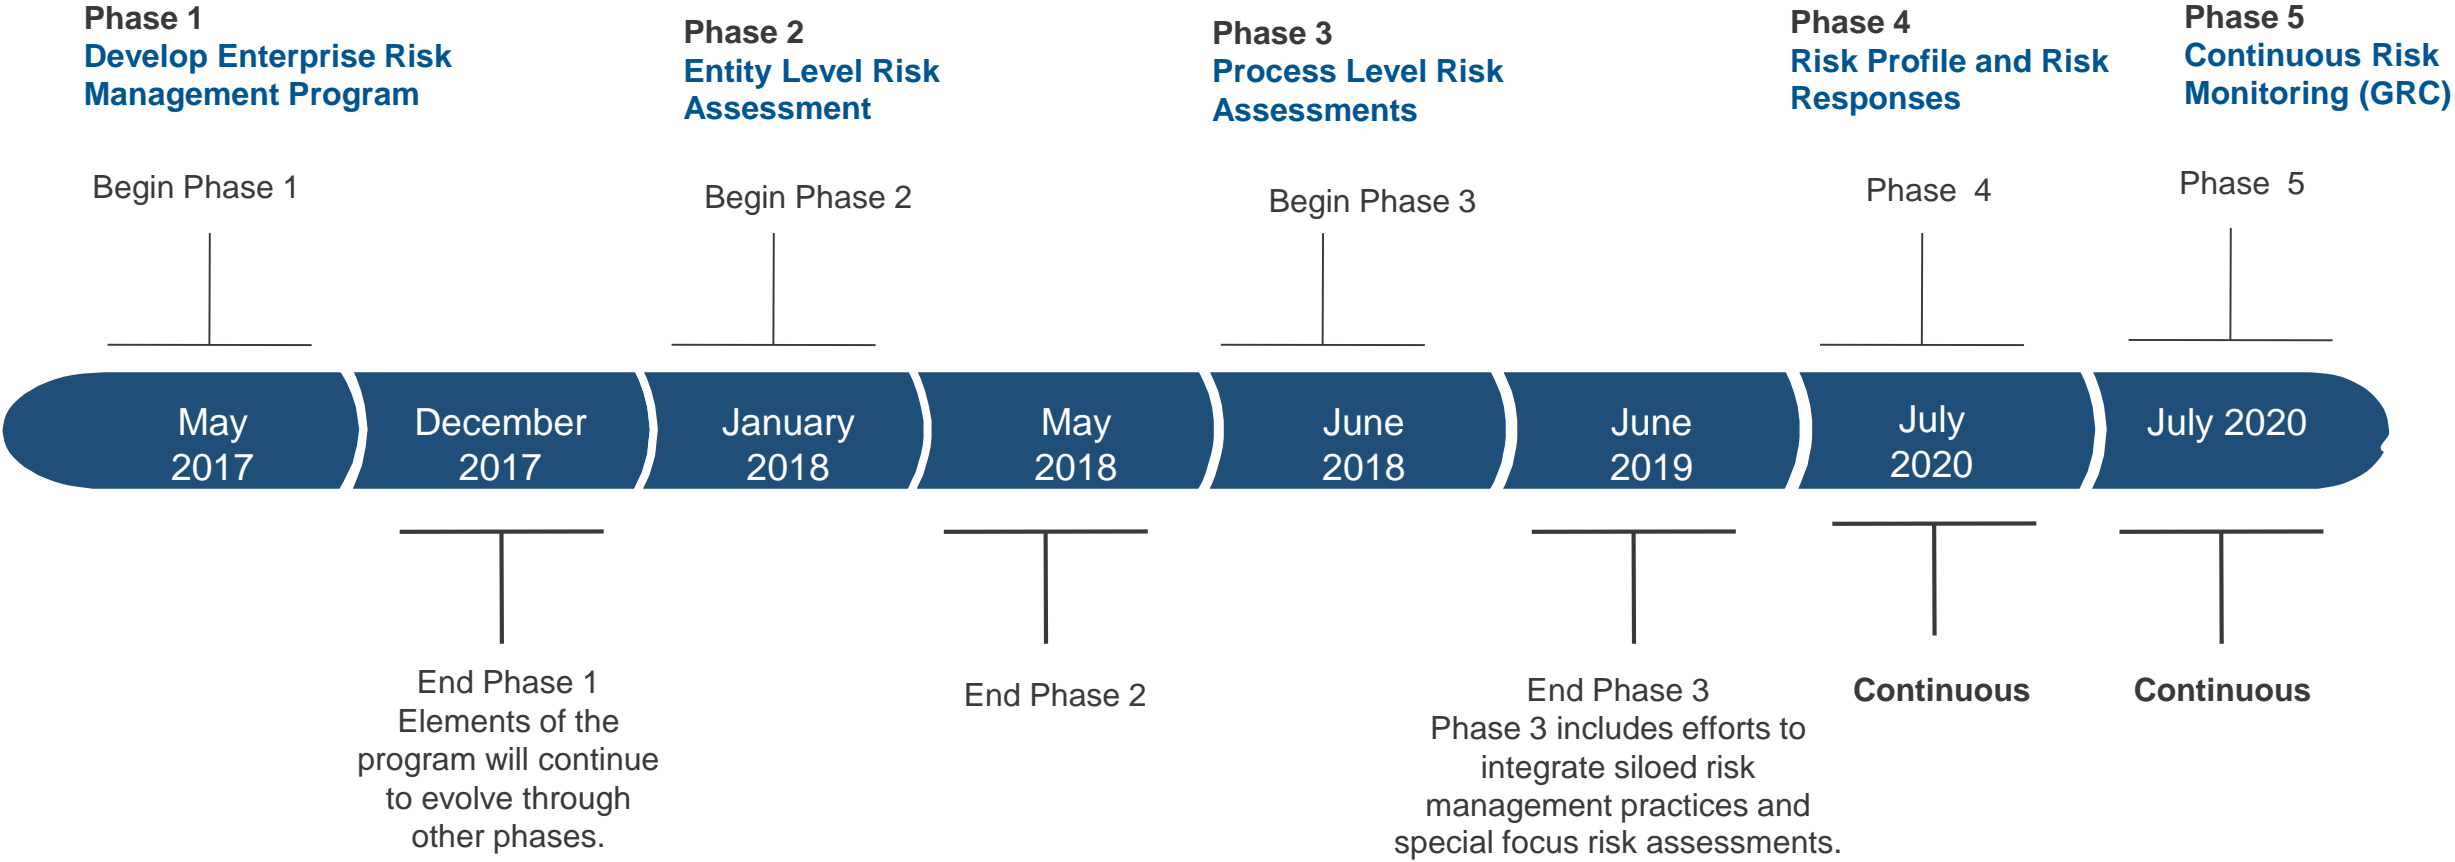 Phase 1
Develop Enterprise Risk
Management Program
Phase 2
Entity Level Risk
Assessment
Phase 3
Process Level Risk
Assessments
Phase 4
Risk Profile and Risk
Responses
Phase 5
Continuous Risk
Monitoring (GRC)
Begin Phase 1
Begin Phase 2
Begin Phase 3
Phase 4
Phase 5
May
2017
December
2017
January
2018
May
2018
June
2018
June
2019
July
2020
July 2020
End Phase 1
Elements of the
program will continue
to evolve through
other phases.
End Phase 2
End Phase 3
Phase 3 includes efforts to
integrate siloed risk
management practices and
special focus risk assessments.
Continuous
Continuous